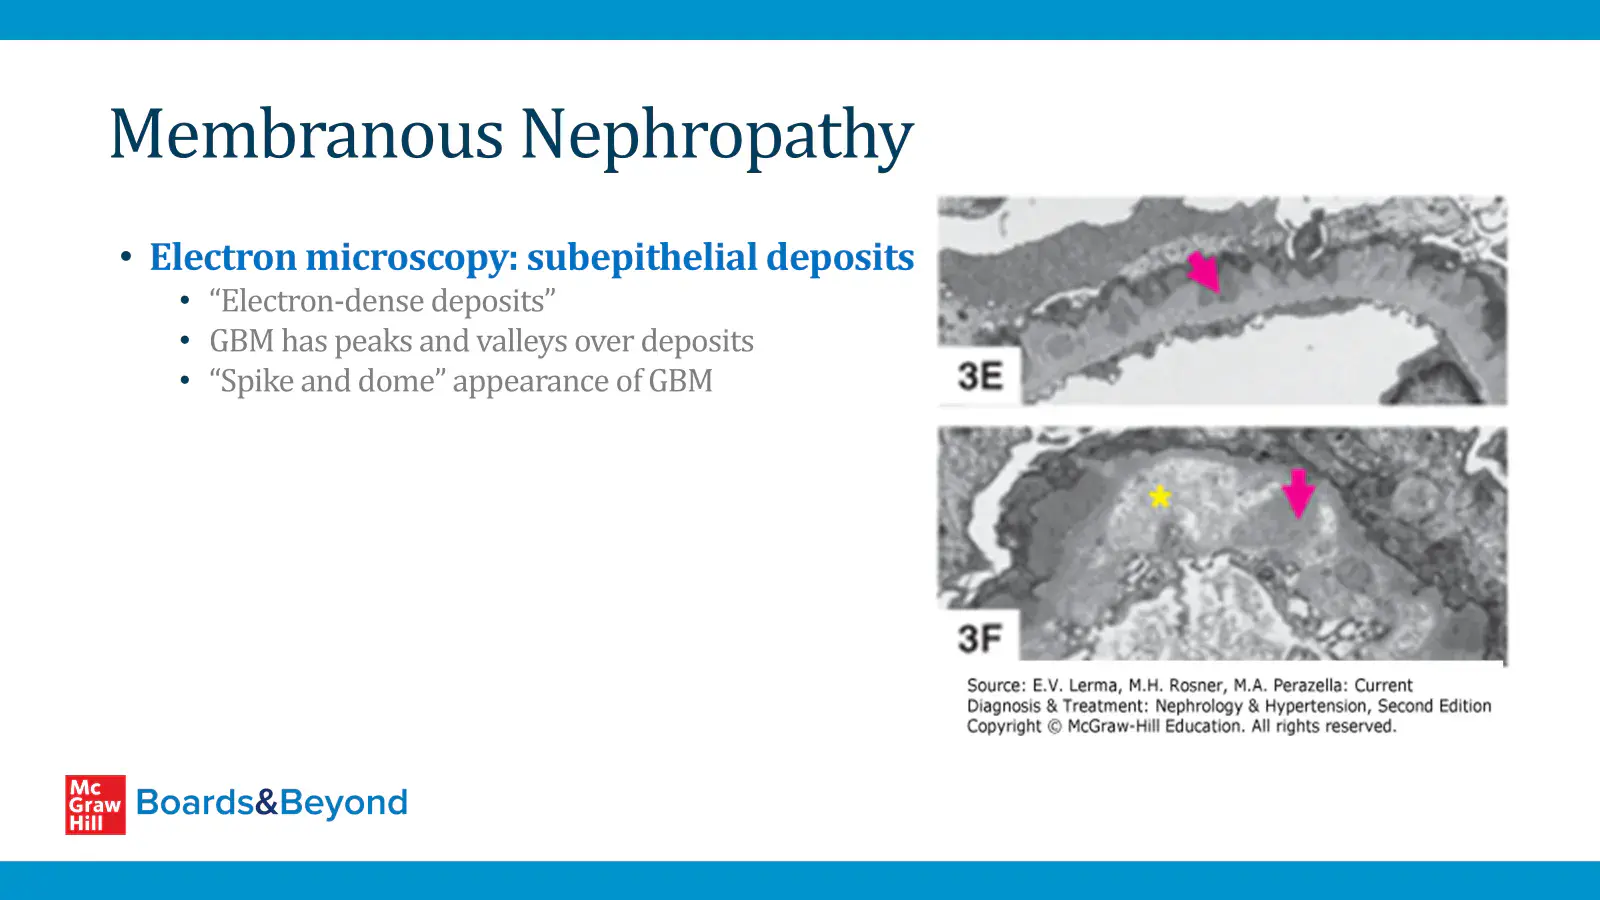 Membranous Nephropathy
• Electron microscopy: subepithelial deposits
• “Electron-dense deposits”
• GBM has peaks and valleys over deposits
• “Spike and dome” appearance of GBM
3E
3F
Source: E.V. Lerma, M.H. Rosner, M.A. Perazella: Current
Diagnosis & Treatment: Nephrology & Hypertension, Second Edition
Copyright © McGraw-Hill Education. All rights reserved.
Mc
Graw
Hill
Boards&Beyond